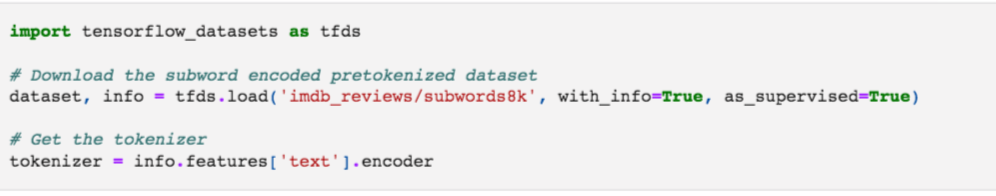 import tensorflow_datasets as tfds
# Download the subword encoded pretokenized dataset
dataset, info = tfds.load('imdb_reviews/subwords8k', with_info=True, as_supervised=True)
# Get the tokenizer
tokenizer = info.features['text'].encoder